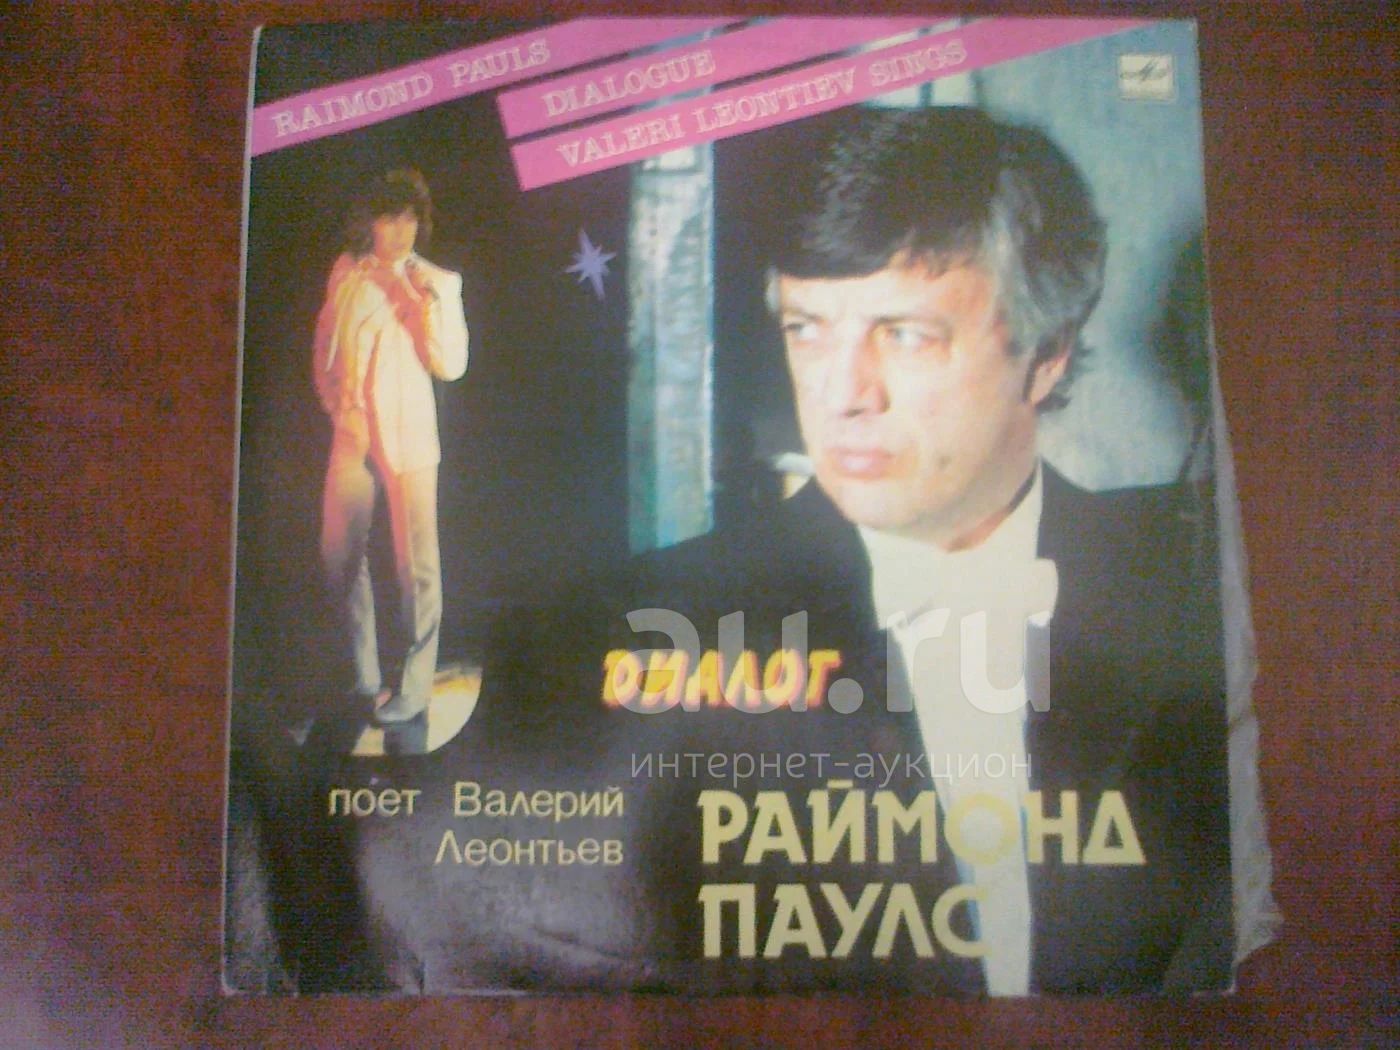 RAIMOND PAULS
DIALOGUE
VALERI LEONTIEV SINGS
ДИАЛОГ
au.ru
интернет-аукцион
поет Валерий
Леонтьев
РАЙМОНД
ПАУЛС